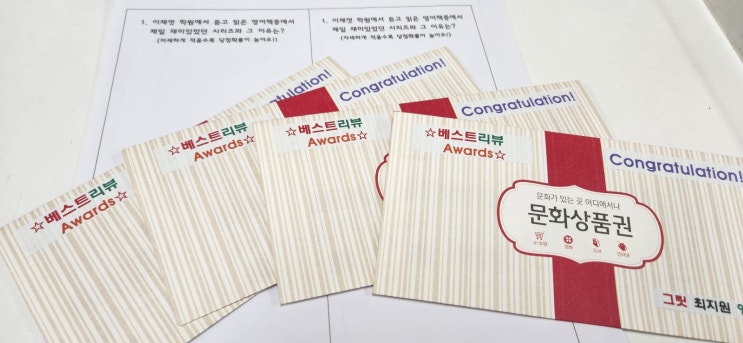 1. 이제껏 학원에서 듣고 읽은 영어책중에서
제일 재미있었던 시리즈와 그 이유는?
(자세하게 적을수록 당첨확률이 높아요!)
1. 이제껏 학원에서 듣고 읽은 영어책중에서
제일 재미있었던 시리즈와 그 이유는?
(자세하게 적을수록 당첨확률이 높아요!)
☆베스트리뷰
Awards☆
☆베스트리뷰
Awards☆
Congratulation!
☆베스트리뷰
Awards☆
Congratulation!
☆베스트리뷰
Awards☆
Congratulation!
문화가 있는 곳 어디에서나
문화상품권
그릿 최지원